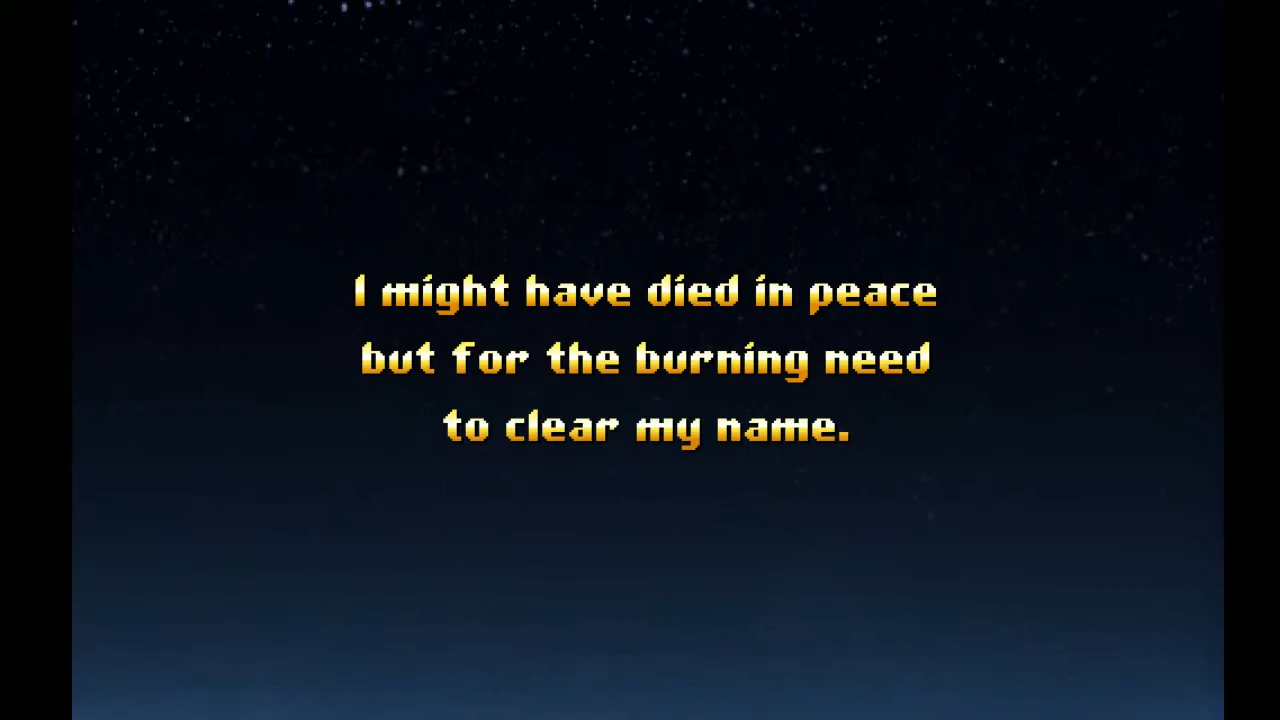 I might have died in peace
but for the burning need
to clear my name.